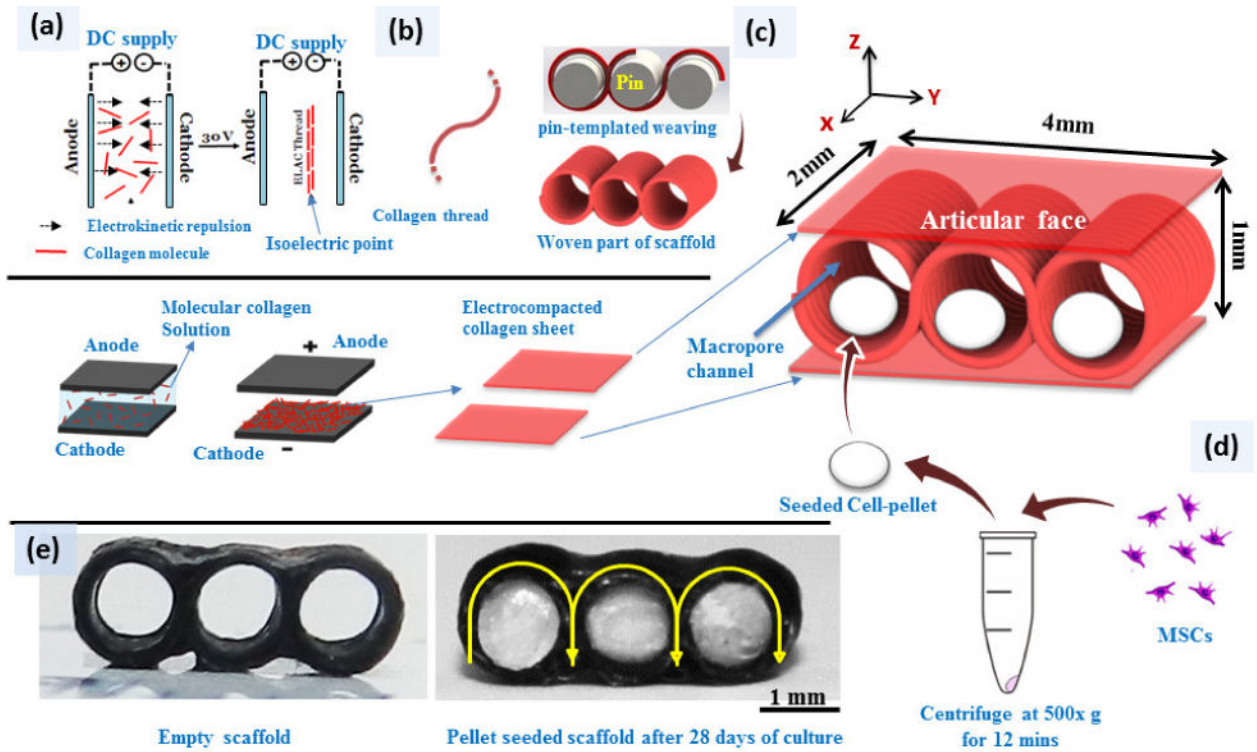 (a)
DC supply
+ -
Anode
Cathode
30 V
DC supply
+ -
Anode
ELAC Thread
Cathode
Electrokinetic repulsion
Collagen molecule
Isoelectric point
(b)
Collagen thread
Pin
pin-templated weaving
Woven part of scaffold
(c)
Z
Y
X
4mm
2mm
1mm
Articular face
Macropore
channel
Molecular collagen
Solution
Anode
Cathode
+
Anode
Cathode
-
Electrocompacted
collagen sheet
(d)
Seeded Cell-pellet
MSCs
Centrifuge at 500x g
for 12 mins
(e)
Empty scaffold
1 mm
Pellet seeded scaffold after 28 days of culture